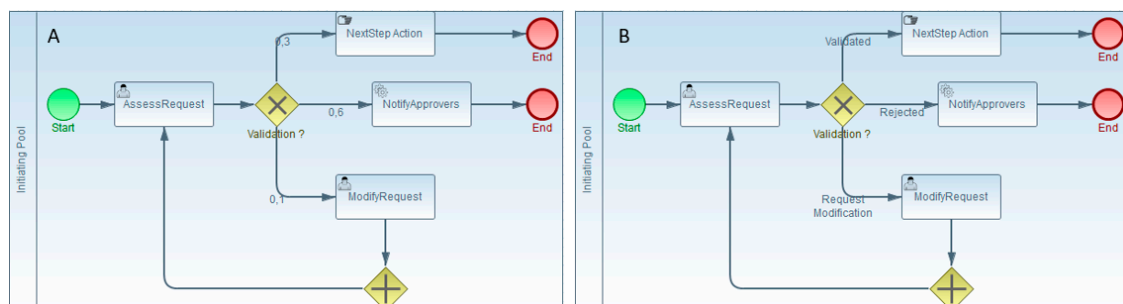 A
NextStep Action
0,3
End
AssessRequest
NotifyApprovers
0,6
Start
Validation ?
End
Initiating Pool
ModifyRequest
0,1
B
NextStep Action
Validated
End
AssessRequest
NotifyApprovers
Rejected
Start
Validation ?
End
Initiating Pool
ModifyRequest
Request
Modification